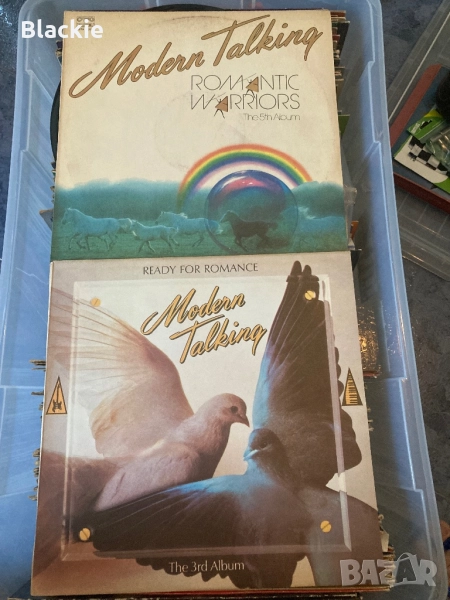 Blackie
Modern Talking
ROMANTIC
WARRIORS
The 5th Album
READY FOR ROMANCE
Modern
Talking
The 3rd Album
bazar